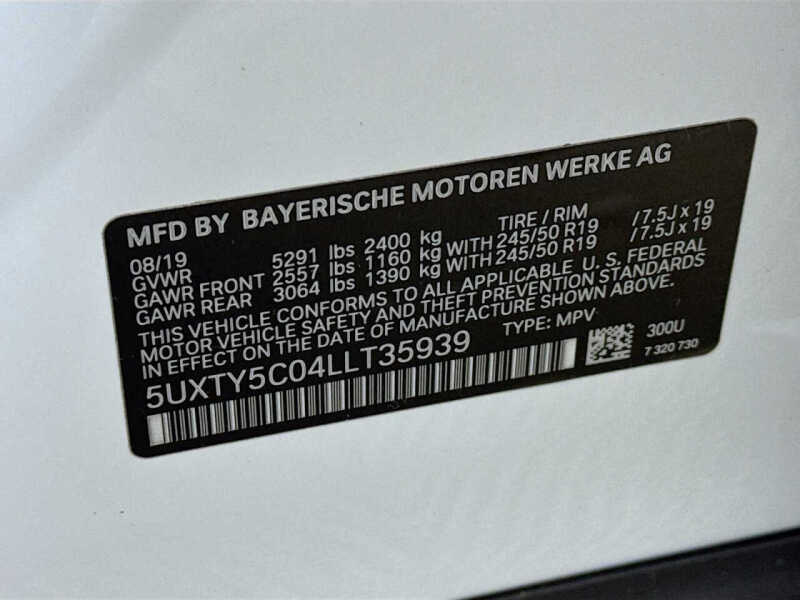 MFD BY BAYERISCHE MOTOREN WERKE AG
08/19 TIRE / RIM
GVWR 5291 lbs 2400 kg
GAWR FRONT 2557 lbs 1160 kg WITH 245/50 R19 /7.5J x 19
GAWR REAR 3064 lbs 1390 kg WITH 245/50 R19 /7.5J x 19
THIS VEHICLE CONFORMS TO ALL APPLICABLE U. S. FEDERAL
MOTOR VEHICLE SAFETY AND THEFT PREVENTION STANDARDS
IN EFFECT ON THE DATE OF MANUFACTURE SHOWN ABOVE.
5UXTY5C04LLT35939 TYPE: MPV 300U
7 320 730